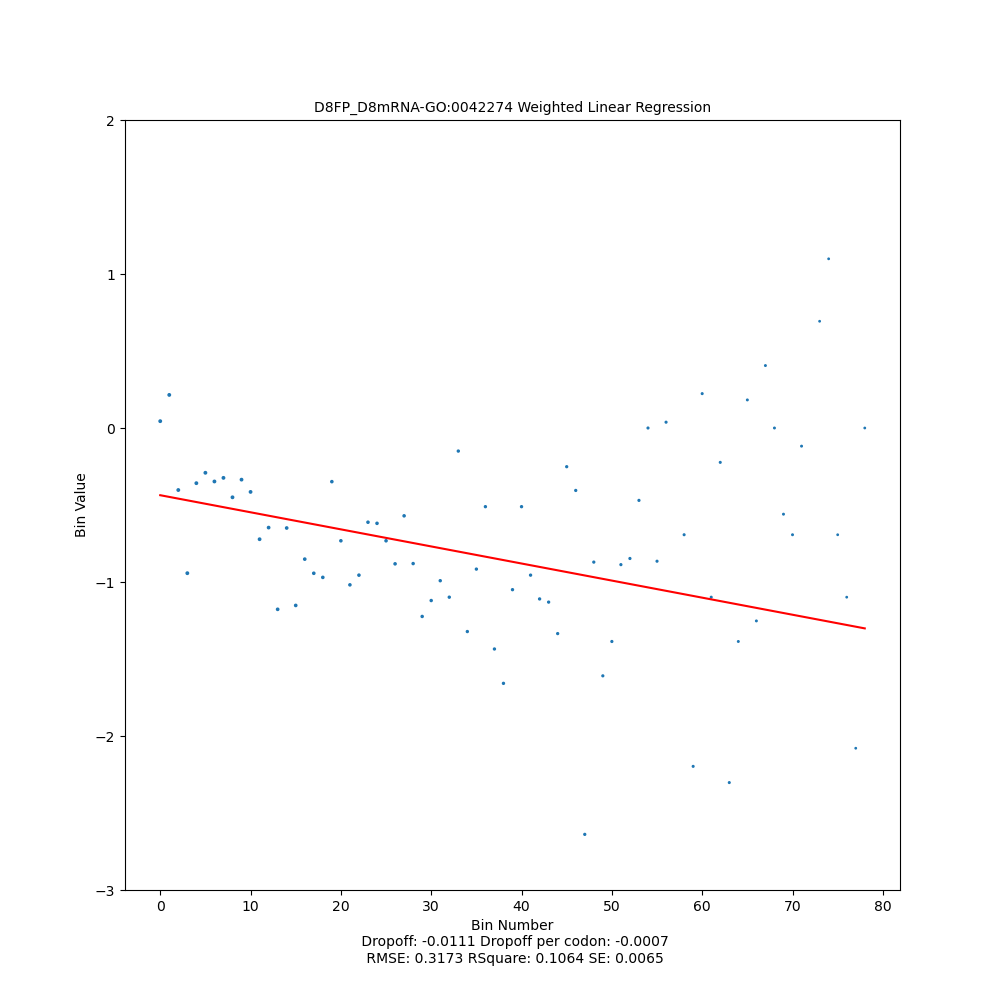 D8FP_D8mRNA-GO:0042274 Weighted Linear Regression
2
1
0
−1
−2
−3
Bin Value
0 10 20 30 40 50 60 70 80
Bin Number
Dropoff: -0.0111 Dropoff per codon: -0.0007
RMSE: 0.3173 RSquare: 0.1064 SE: 0.0065